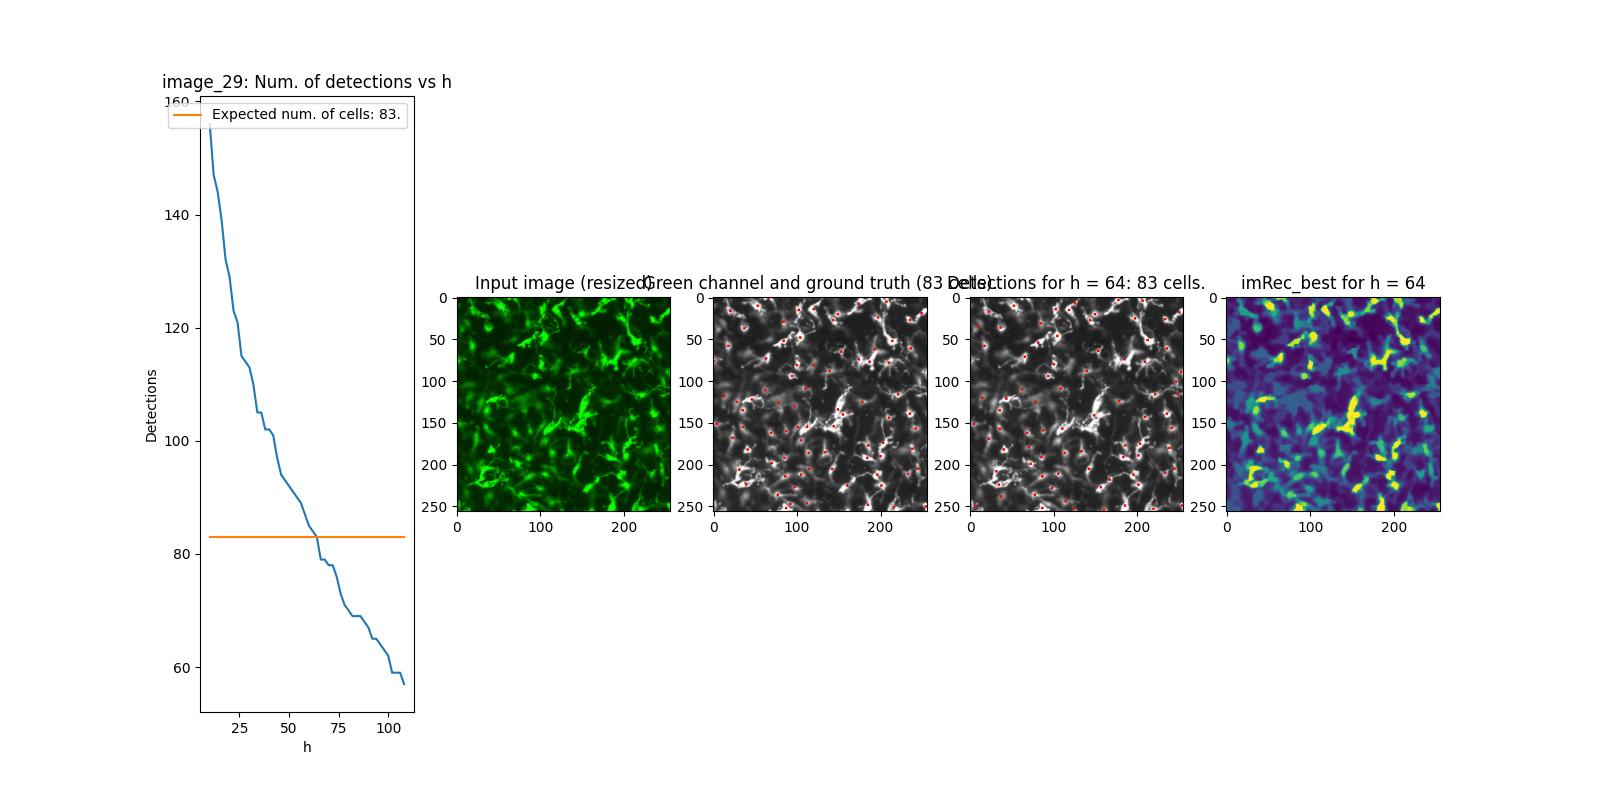 image_29: Num. of detections vs h
Expected num. of cells: 83.
160
140
120
100
80
60
Detections
25 50 75 100
h
Input image (resized)
0
50
100
150
200
250
0 100 200
Green channel and ground truth (83 cells).
0
50
100
150
200
250
0 100 200
Detections for h = 64: 83 cells.
0
50
100
150
200
250
0 100 200
imRec_best for h = 64
0
50
100
150
200
250
0 100 200